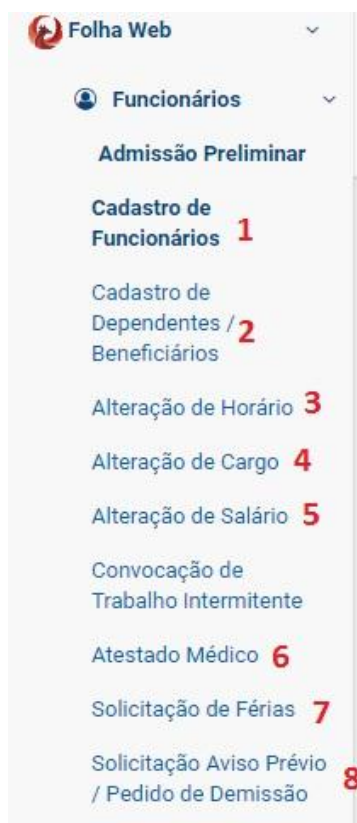 Folha Web
Funcionários
Admissão Preliminar
Cadastro de
Funcionários 1
Cadastro de
Dependentes / 2
Beneficiários
Alteração de Horário 3
Alteração de Cargo 4
Alteração de Salário 5
Convocação de
Trabalho Intermitente
Atestado Médico 6
Solicitação de Férias 7
Solicitação Aviso Prévio
/ Pedido de Demissão 8